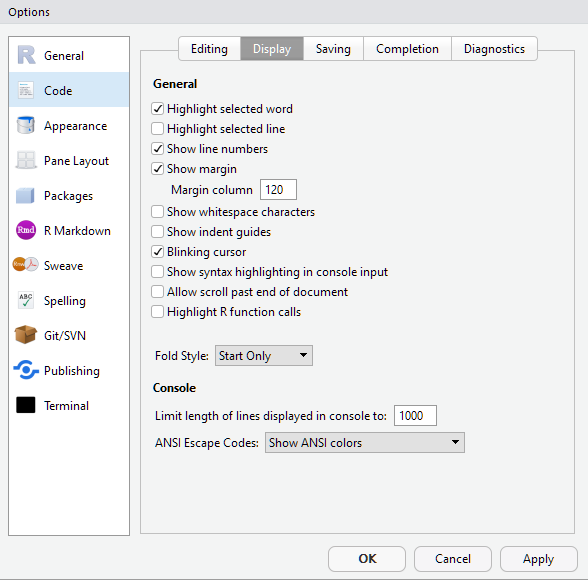 Options
R General
Code
Appearance
Pane Layout
Packages
Rmd R Markdown
Rmd Sweave
ABC Spelling
Git/SVN
Publishing
Terminal
Editing Display Saving Completion Diagnostics
General
Highlight selected word
Highlight selected line
Show line numbers
Show margin
Margin column 120
Show whitespace characters
Show indent guides
Blinking cursor
Show syntax highlighting in console input
Allow scroll past end of document
Highlight R function calls
Fold Style: Start Only
Console
Limit length of lines displayed in console to: 1000
ANSI Escape Codes: Show ANSI colors
OK Cancel Apply